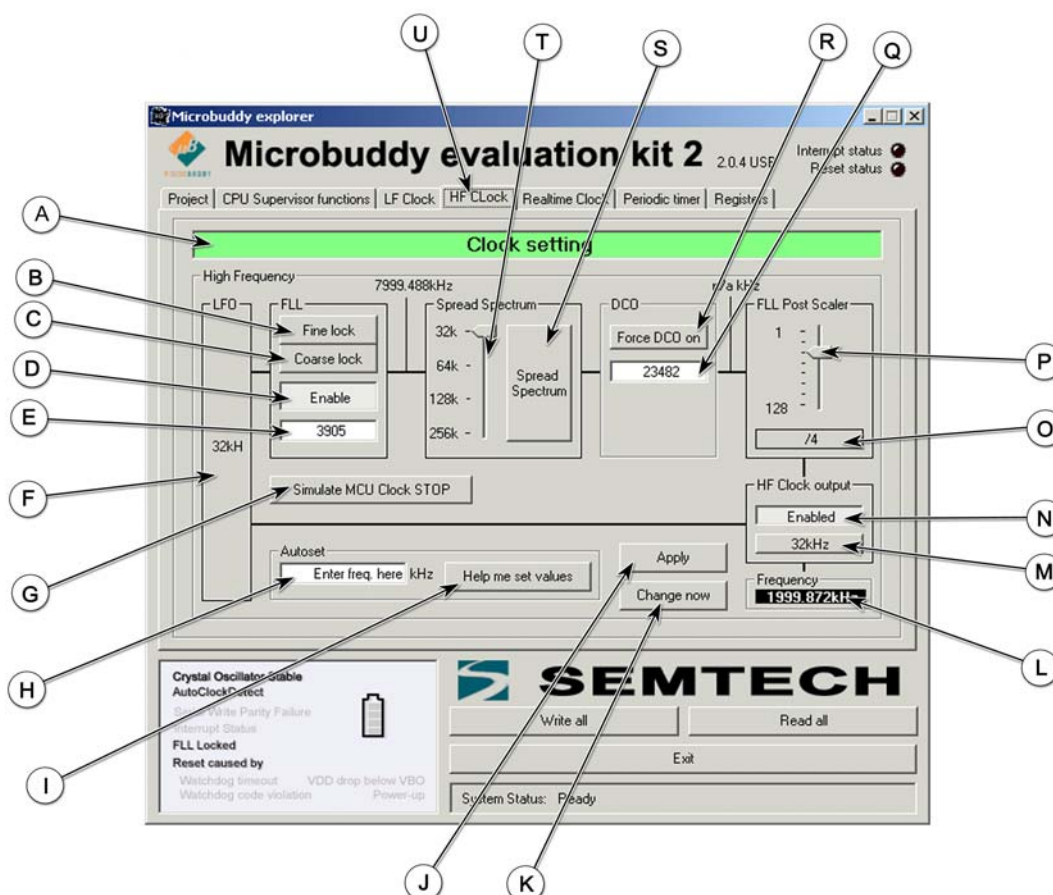 U
T
S
R
Q
Microbuddy explorer
Microbuddy evaluation kit 2
Interrupt status
Reset status
Project
CPU Supervisor functions
LF Clock
HF CLock
Realtime Clock
Periodic timer
Registers
A
Clock setting
High Frequency
7999.488kHz
n/a kHz
LFO
FLL
Spread Spectrum
DCO
FLL Post Scaler
B
Fine lock
32k
Force DCO on
1
C
Coarse lock
64k
23482
P
D
Enable
Spread
Spectrum
128k
128
E
3905
256k
/4
O
32kH
F
HF Clock output
Simulate MCU Clock STOP
Enabled
N
32kHz
M
G
Autoset
Enter freq. here kHz
Help me set values
Apply
Change now
Frequency
1999.872kHz
L
H
Crystal Oscillator Stable
AutoClockDetect
Serial Write Parity Failure
Interrupt Status
FLL Locked
Reset caused by
Watchdog timeout
VDD drop below VBO
Watchdog code violation
Power-up
SEMTECH
Write all
Read all
Exit
System Status: Ready
I
J
K